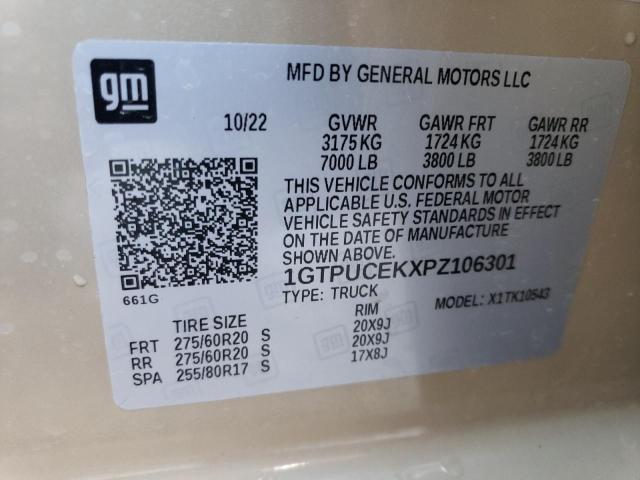 gm
MFD BY GENERAL MOTORS LLC
10/22 GVWR GAWR FRT GAWR RR
3175 KG 1724 KG 1724 KG
7000 LB 3800 LB 3800 LB
THIS VEHICLE CONFORMS TO ALL
APPLICABLE U.S. FEDERAL MOTOR
VEHICLE SAFETY STANDARDS IN EFFECT
ON THE DATE OF MANUFACTURE
SHOWN ABOVE.
1GTPUCEKXPZ106301
661G
TYPE: TRUCK MODEL: X1TK10543
TIRE SIZE RIM
FRT 275/60R20 S 20X9J
RR 275/60R20 S 20X9J
SPA 255/80R17 S 17X8J